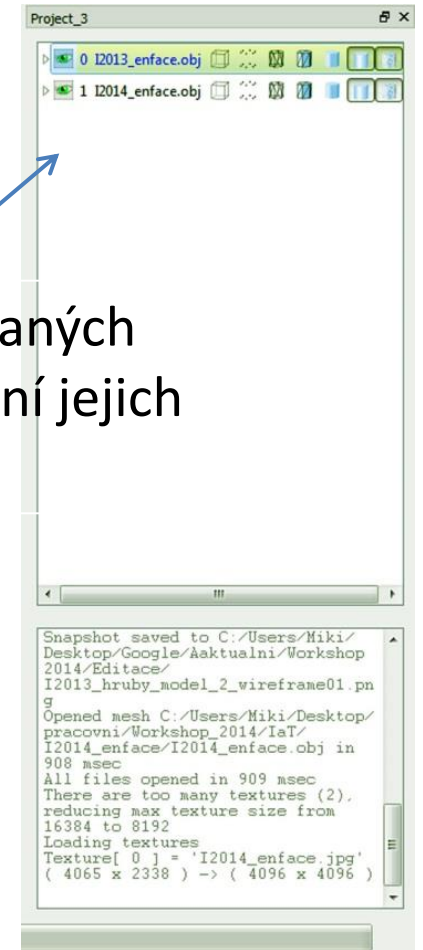 Project_3
0 I2013_enface.obj
1 I2014_enface.obj
aných
ní jejich
Snapshot saved to C:/Users/Miki/
Desktop/Google/Aaktualni/Workshop
2014/Editace/
I2013_hruby_model_2_wireframe01.pn
g
Opened mesh C:/Users/Miki/Desktop/
pracovni/Workshop_2014/IaT/
I2014_enface/I2014_enface.obj in
908 msec
All files opened in 909 msec
There are too many textures (2),
reducing max texture size from
16384 to 8192
Loading textures
Texture[ 0 ] = 'I2014_enface.jpg'
( 4065 x 2338 ) -> ( 4096 x 4096 )